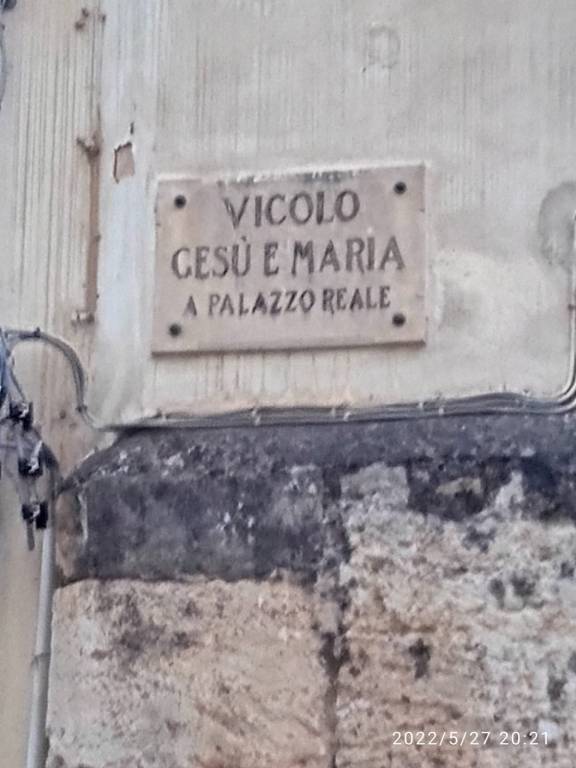 VICOLO
GESÙ E MARIA
A PALAZZO REALE
2022/5/27 20:21